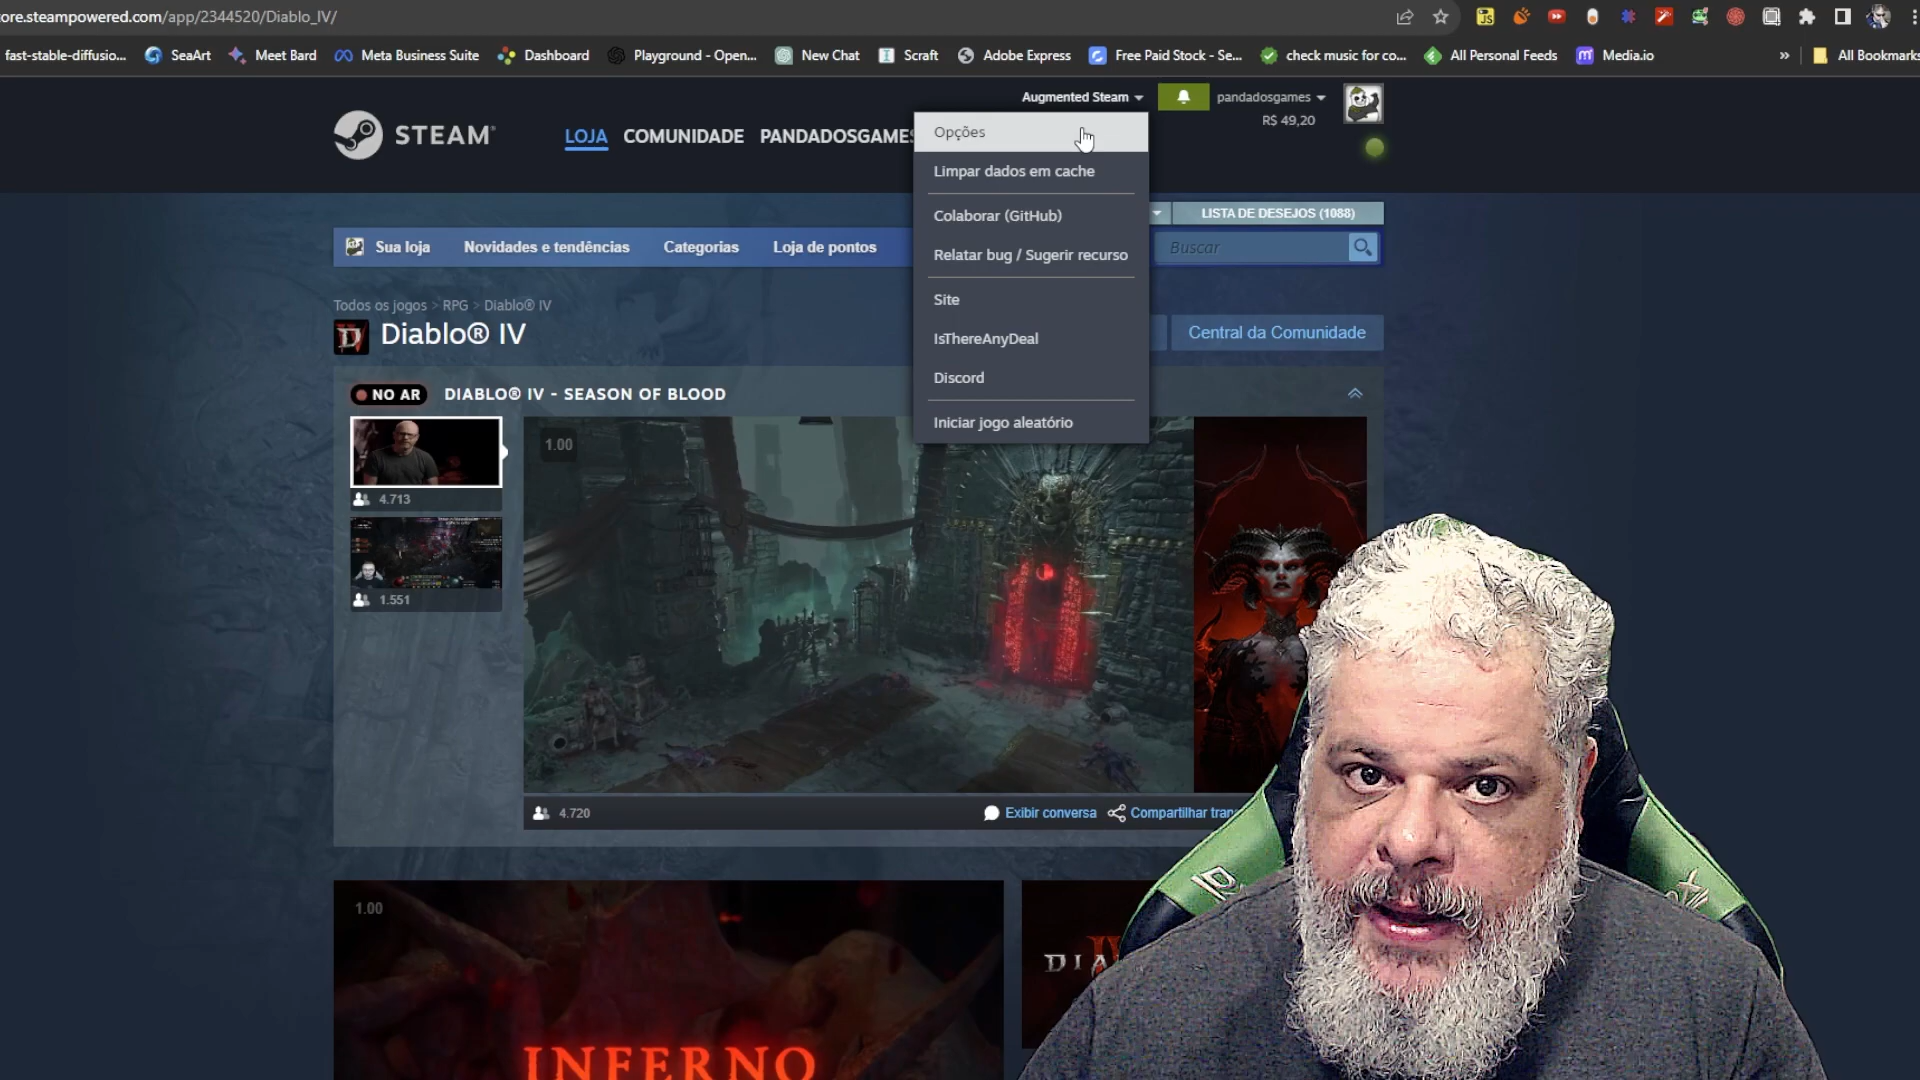 ore.steampowered.com/app/2344520/Diablo_IV/
fast-stable-diffusio...
SeaArt
Meet Bard
Meta Business Suite
Dashboard
Playground - Open...
New Chat
Scraft
Adobe Express
Free Paid Stock - Se...
check music for co...
All Personal Feeds
Media.io
»
All Bookmarks
Augmented Steam
pandadosgames
R$ 49,20
STEAM
LOJA
COMUNIDADE
PANDADOSGAMES
Opções
Limpar dados em cache
Colaborar (GitHub)
Relatar bug / Sugerir recurso
Site
IsThereAnyDeal
Discord
Iniciar jogo aleatório
LISTA DE DESEJOS (1088)
Sua loja
Novidades e tendências
Categorias
Loja de pontos
Buscar
Todos os jogos > RPG > Diablo® IV
Diablo® IV
Central da Comunidade
NO AR
DIABLO® IV - SEASON OF BLOOD
1.00
4.713
1.551
4.720
Exibir conversa
Compartilhar tran
1.00
INFERNO
DIA